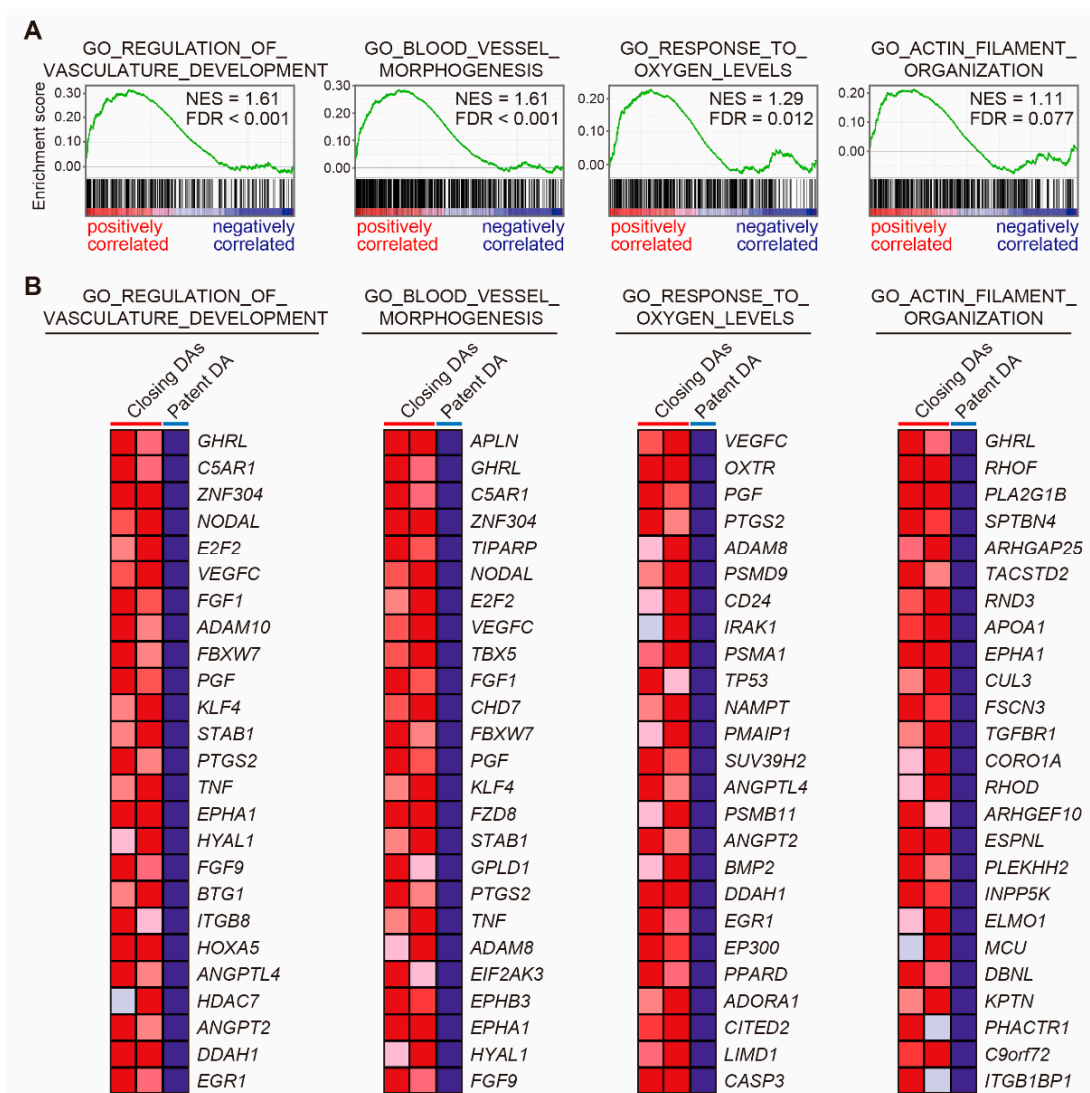 A
GO_REGULATION_OF_
VASCULATURE_DEVELOPMENT
GO_BLOOD_VESSEL_
MORPHOGENESIS
GO_RESPONSE_TO_
OXYGEN_LEVELS
GO_ACTIN_FILAMENT_
ORGANIZATION
Enrichment score
0.30
0.20
0.10
0.00
NES = 1.61
FDR < 0.001
positively
correlated
negatively
correlated
0.30
0.20
0.10
0.00
NES = 1.61
FDR < 0.001
positively
correlated
negatively
correlated
0.20
0.10
0.00
NES = 1.29
FDR = 0.012
positively
correlated
negatively
correlated
0.20
0.10
0.00
NES = 1.11
FDR = 0.077
positively
correlated
negatively
correlated
B
GO_REGULATION_OF_
VASCULATURE_DEVELOPMENT
Closing DAs
Patent DA
GHRL
C5AR1
ZNF304
NODAL
E2F2
VEGFC
FGF1
ADAM10
FBXW7
PGF
KLF4
STAB1
PTGS2
TNF
EPHA1
HYAL1
FGF9
BTG1
ITGB8
HOXA5
ANGPTL4
HDAC7
ANGPT2
DDAH1
EGR1
GO_BLOOD_VESSEL_
MORPHOGENESIS
Closing DAs
Patent DA
APLN
GHRL
C5AR1
ZNF304
TIPARP
NODAL
E2F2
VEGFC
TBX5
FGF1
CHD7
FBXW7
PGF
KLF4
FZD8
STAB1
GPLD1
PTGS2
TNF
ADAM8
EIF2AK3
EPHB3
EPHA1
HYAL1
FGF9
GO_RESPONSE_TO_
OXYGEN_LEVELS
Closing DAs
Patent DA
VEGFC
OXTR
PGF
PTGS2
ADAM8
PSMD9
CD24
IRAK1
PSMA1
TP53
NAMPT
PMAIP1
SUV39H2
ANGPTL4
PSMB11
ANGPT2
BMP2
DDAH1
EGR1
EP300
PPARD
ADORA1
CITED2
LIMD1
CASP3
GO_ACTIN_FILAMENT_
ORGANIZATION
Closing DAs
Patent DA
GHRL
RHOF
PLA2G1B
SPTBN4
ARHGAP25
TACSTD2
RND3
APOA1
EPHA1
CUL3
FSCN3
TGFBR1
CORO1A
RHOD
ARHGEF10
ESPNL
PLEKHH2
INPP5K
ELMO1
MCU
DBNL
KPTN
PHACTR1
C9orf72
ITGB1BP1